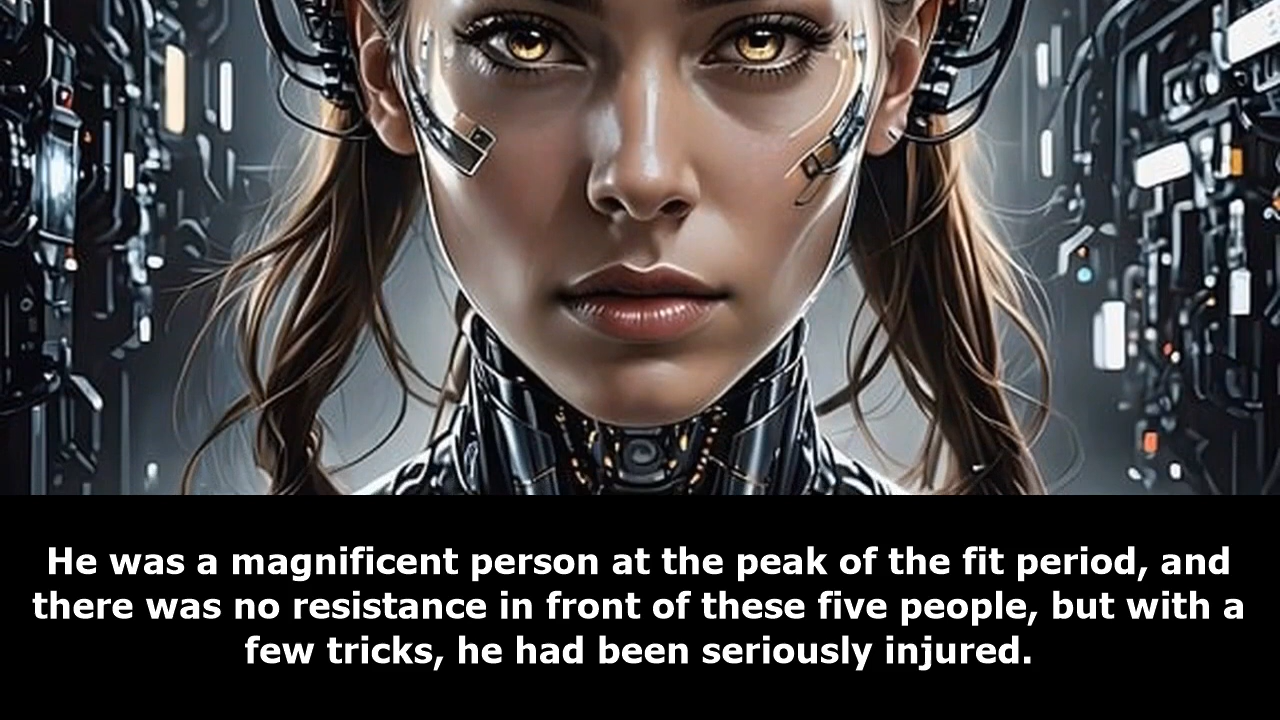 He was a magnificent person at the peak of the fit period, and
there was no resistance in front of these five people, but with a
few tricks, he had been seriously injured.